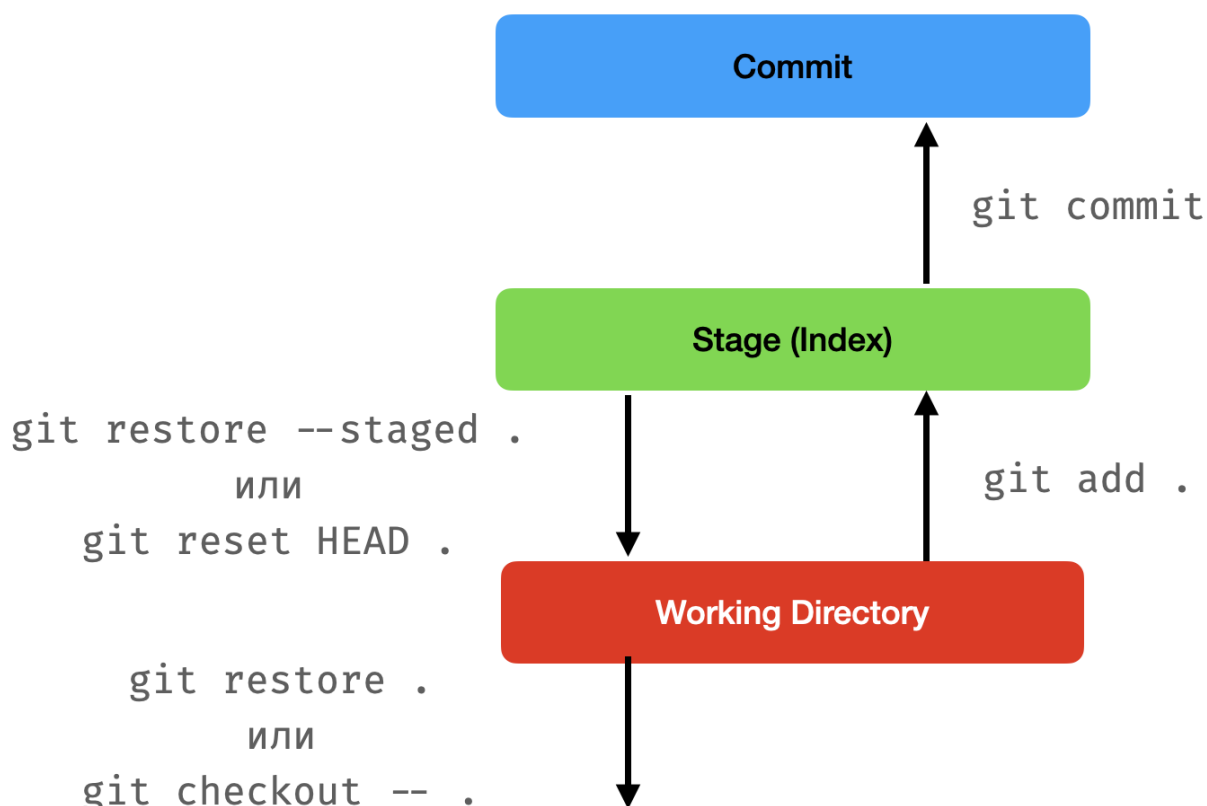 Commit
git commit
Stage (Index)
git restore --staged .
или
git reset HEAD .
git add .
Working Directory
git restore .
или
git checkout -- .